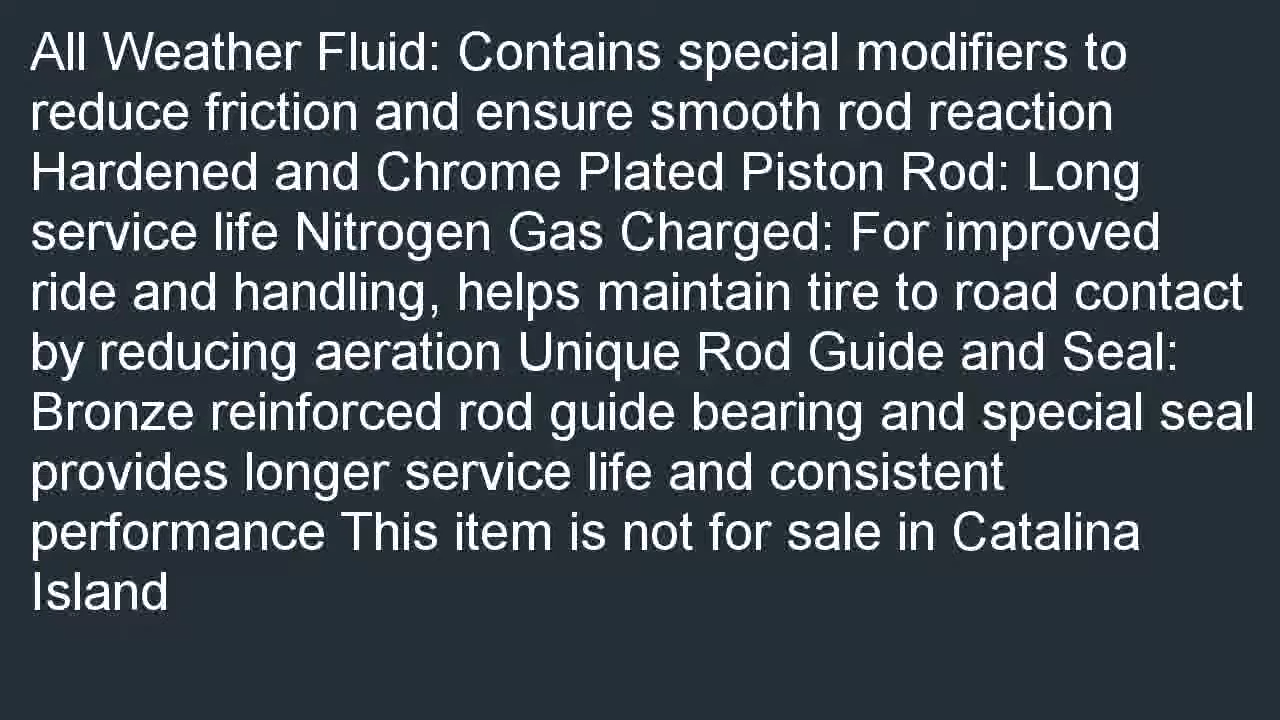 All Weather Fluid: Contains special modifiers to
reduce friction and ensure smooth rod reaction
Hardened and Chrome Plated Piston Rod: Long
service life Nitrogen Gas Charged: For improved
ride and handling, helps maintain tire to road contact
by reducing aeration Unique Rod Guide and Seal:
Bronze reinforced rod guide bearing and special seal
provides longer service life and consistent
performance This item is not for sale in Catalina
Island